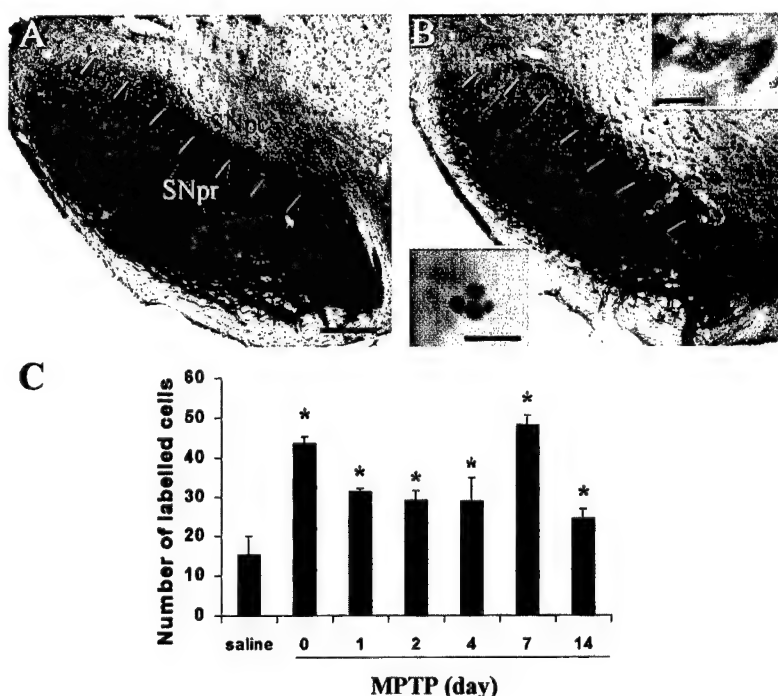 A
B
SNpc
SNpr
C
Number of labelled cells
60
50
40
30
20
10
0
* * * * * *
saline 0 1 2 4 7 14
MPTP (day)